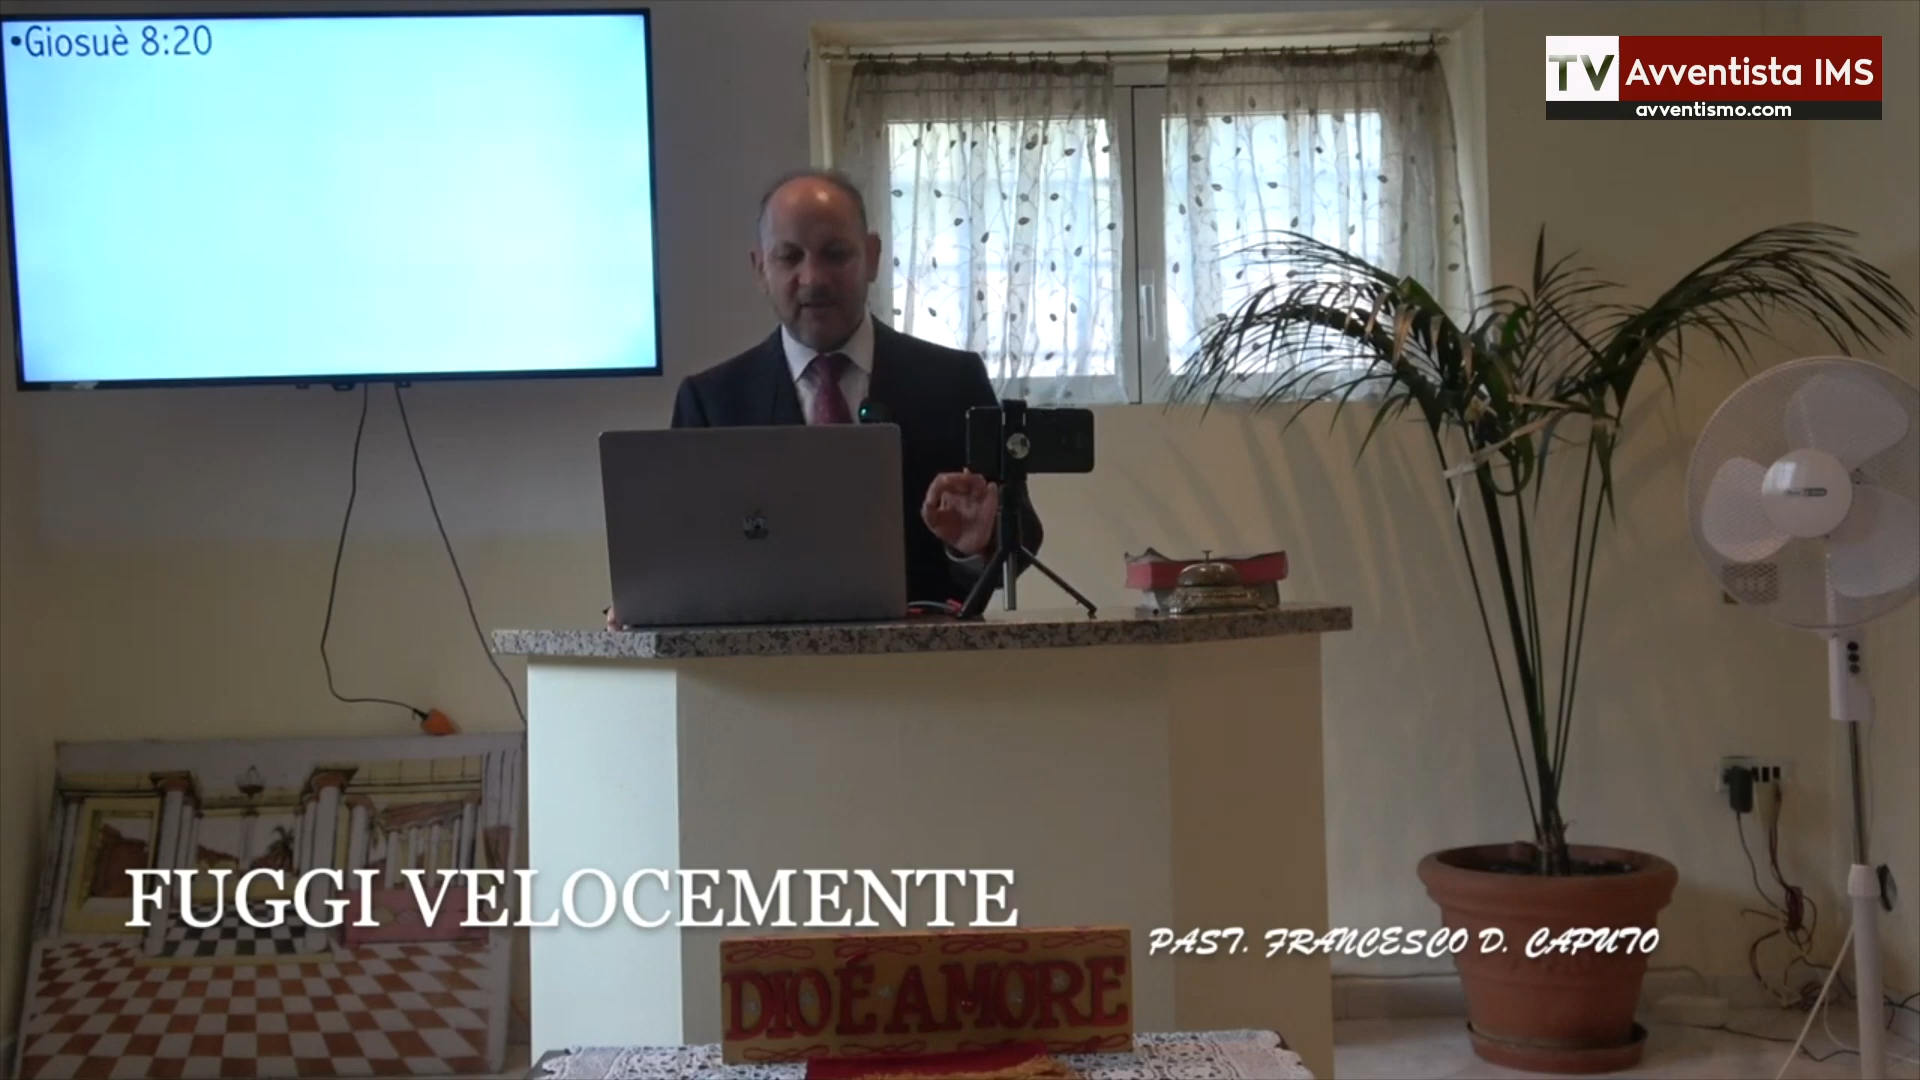 •Giosuè 8:20
TV Avventista IMS
avventismo.com
FUGGI VELOCEMENTE
PAST. FRANCESCO D. CAPUTO
DIO É AMORE